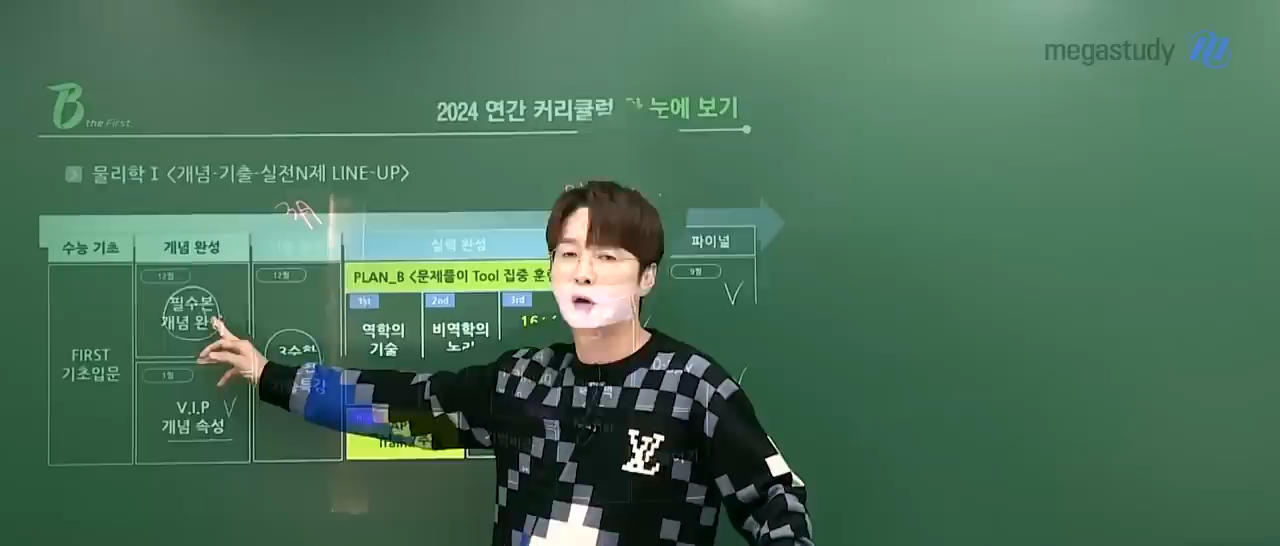 megastudy M
B
the First.
2024 연간 커리큘럼 눈에 보기
물리학 I <개념-기출-실전N제 LINE-UP>
수능 기초
개념 완성
실력 완성
파이널
12월
12월
9월
PLAN_B <문제풀이 Tool 집중
1st
2nd
3rd
필수본
개념 완
역학의
기술
비역학의
FIRST
기초입문
1월
V.I.P
개념 속성
특강